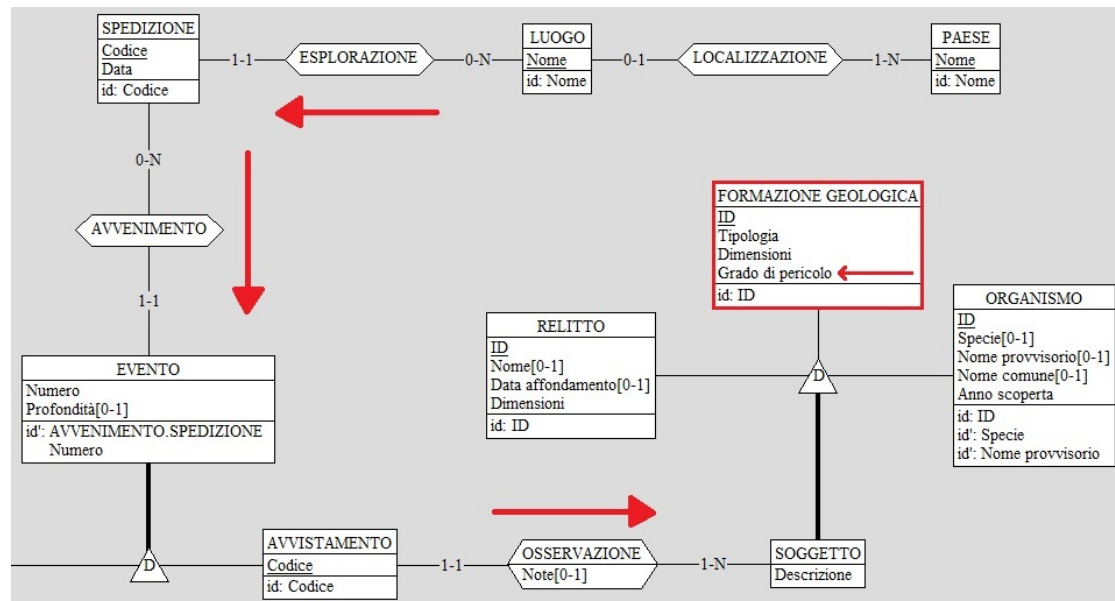 SPEDIZIONE
Codice
Data
id: Codice
1-1
ESPLORAZIONE
0-N
LUOGO
Nome
id: Nome
0-1
LOCALIZZAZIONE
1-N
PAESE
Nome
id: Nome
0-N
AVVENIMENTO
1-1
FORMAZIONE GEOLOGICA
ID
Tipologia
Dimensioni
Grado di pericolo
id: ID
RELITTO
ID
Nome[0-1]
Data affondamento[0-1]
Dimensioni
id: ID
ORGANISMO
ID
Specie[0-1]
Nome provvisorio[0-1]
Nome comune[0-1]
Anno scoperta
id: ID
id': Specie
id': Nome provvisorio
D
EVENTO
Numero
Profondità[0-1]
id': AVVENIMENTO.SPEDIZIONE
Numero
D
AVVISTAMENTO
Codice
id: Codice
1-1
OSSERVAZIONE
Note[0-1]
1-N
SOGGETTO
Descrizione